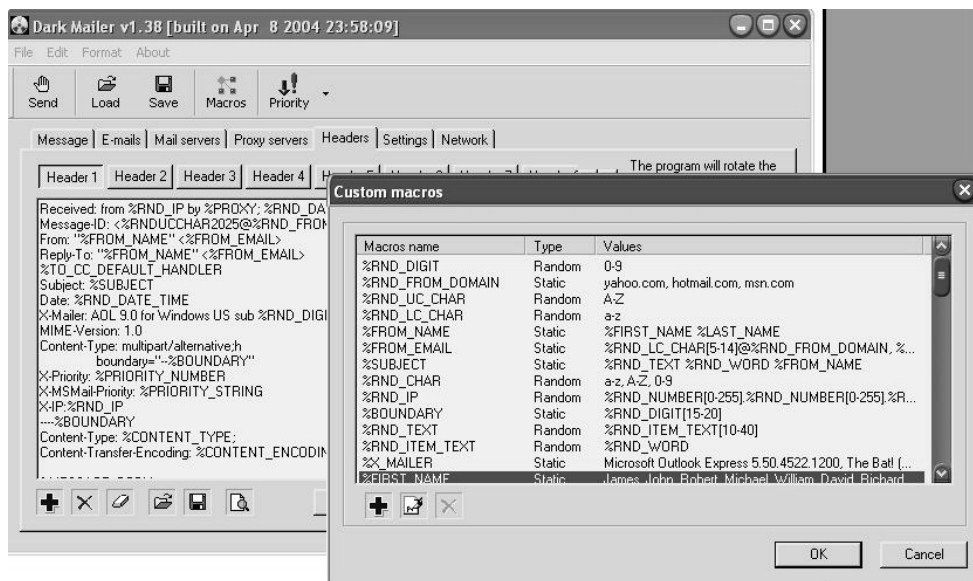 Dark Mailer v1.38 [built on Apr 8 2004 23:58:09]
File Edit Format About
Send Load Save Macros Priority
Message E-mails Mail servers Proxy servers Headers Settings Network
Header 1 Header 2 Header 3 Header 4
The program will rotate the
Received: from %RND_IP by %PROXY; %RND_DA
Message-ID: <%RNDUCCHAR2025@%RND_FROM
From: "%FROM_NAME" <%FROM_EMAIL>
Reply-To: "%FROM_NAME" <%FROM_EMAIL>
%TO_CC_DEFAULT_HANDLER
Subject: %SUBJECT
Date: %RND_DATE_TIME
X-Mailer: AOL 9.0 for Windows US sub %RND_DIGI
MIME-Version: 1.0
Content-Type: multipart/alternative;h
boundary="--%BOUNDARY"
X-Priority: %PRIORITY_NUMBER
X-MSMail-Priority: %PRIORITY_STRING
X-IP:%RND_IP
----%BOUNDARY
Content-Type: %CONTENT_TYPE;
Content-Transfer-Encoding: %CONTENT_ENCODIN
Custom macros
Macros name Type Values
%RND_DIGIT Random 0-9
%RND_FROM_DOMAIN Static yahoo.com, hotmail.com, msn.com
%RND_UC_CHAR Random A-Z
%RND_LC_CHAR Random a-z
%FROM_NAME Static %FIRST_NAME %LAST_NAME
%FROM_EMAIL Static %RND_LC_CHAR[5-14]@%RND_FROM_DOMAIN, %...
%SUBJECT Static %RND_TEXT %RND_WORD %FROM_NAME
%RND_CHAR Random a-z, A-Z, 0-9
%RND_IP Random %RND_NUMBER[0-255].%RND_NUMBER[0-255].%R...
%BOUNDARY Static %RND_DIGIT[15-20]
%RND_TEXT Random %RND_ITEM_TEXT[10-40]
%RND_ITEM_TEXT Random %RND_WORD
%X_MAILER Static Microsoft Outlook Express 5.50.4522.1200, The Bat! (...
%FIRST_NAME Static James, John, Robert, Michael, William, David, Richard
OK Cancel